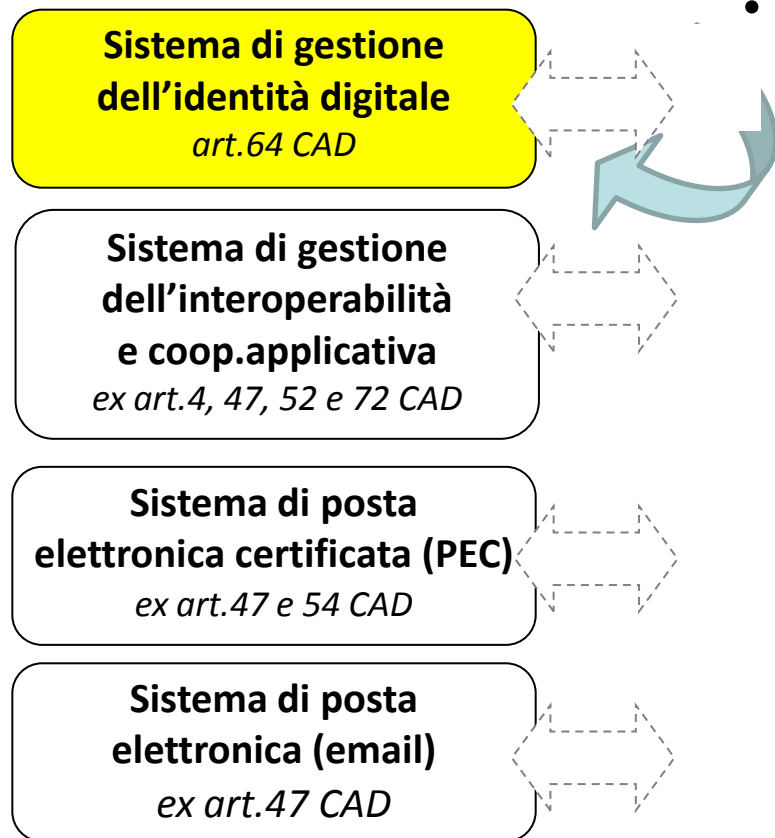 Sistema di gestione
dell’identità digitale
art.64 CAD
Sistema di gestione
dell’interoperabilità
e coop.applicativa
ex art.4, 47, 52 e 72 CAD
Sistema di posta
elettronica certificata (PEC)
ex art.47 e 54 CAD
Sistema di posta
elettronica (email)
ex art.47 CAD